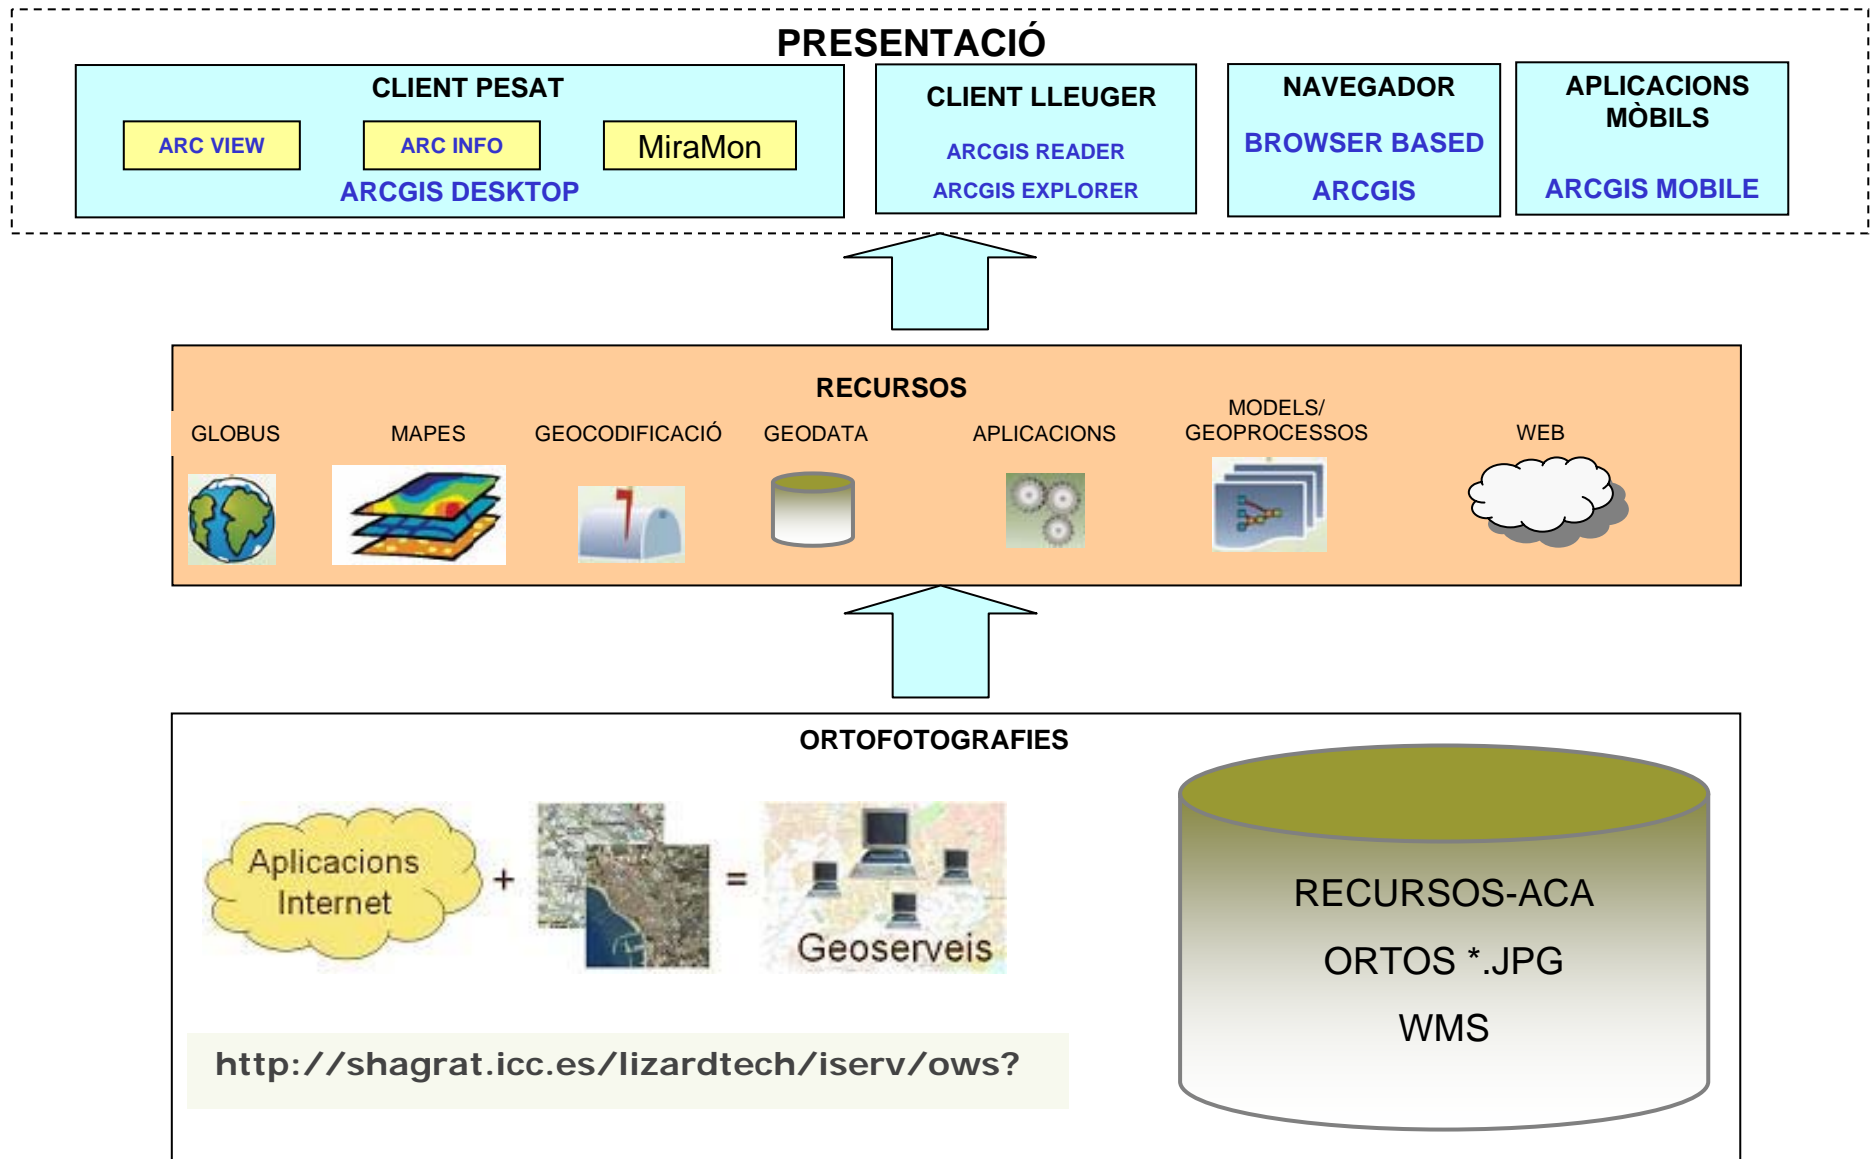 PRESENTACIÓ
CLIENT PESAT
ARC VIEW
ARC INFO
MiraMon
ARCGIS DESKTOP
CLIENT LLEUGER
ARCGIS READER
ARCGIS EXPLORER
NAVEGADOR
BROWSER BASED
ARCGIS
APLICACIONS
MÒBILS
ARCGIS MOBILE
RECURSOS
GLOBUS
MAPES
GEOCODIFICACIÓ
GEODATA
APLICACIONS
MODELS/
GEOPROCESSOS
WEB
ORTOFOTOGRAFIES
Aplicacions
Internet
+
=
Geoserveis
http://shagrat.icc.es/lizardtech/iserv/ows?
RECURSOS-ACA
ORTOS *.JPG
WMS